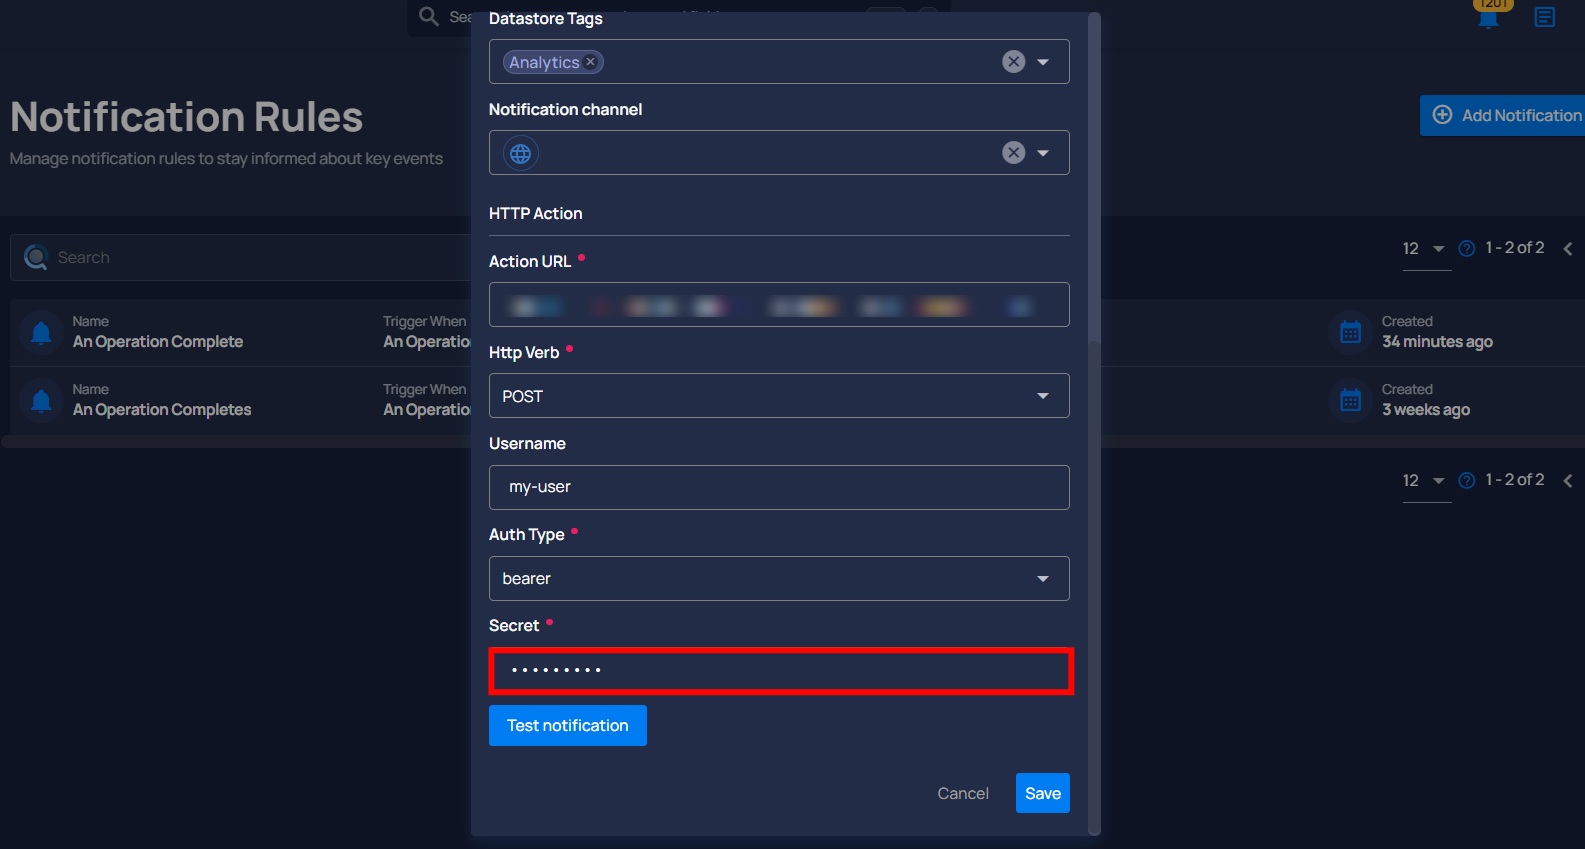 Sea
1201
Datastore Tags
Analytics
Notification channel
Notification Rules
Manage notification rules to stay informed about key events
Add Notification
HTTP Action
Action URL
Search
12
1 - 2 of 2
Name
An Operation Complete
Trigger When
An Operatio
Created
34 minutes ago
Http Verb
POST
Name
An Operation Completes
Trigger When
An Operatio
Created
3 weeks ago
Username
my-user
12
1 - 2 of 2
Auth Type
bearer
Secret
•••••••••
Test notification
Cancel
Save